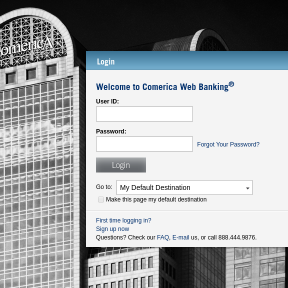 Comerica
Login
Welcome to Comerica Web Banking®
User ID:
Password:
Forgot Your Password?
Login
Go to: My Default Destination
Make this page my default destination
First time logging in?
Sign up now
Questions? Check our FAQ, E-mail us, or call 888.444.9876.